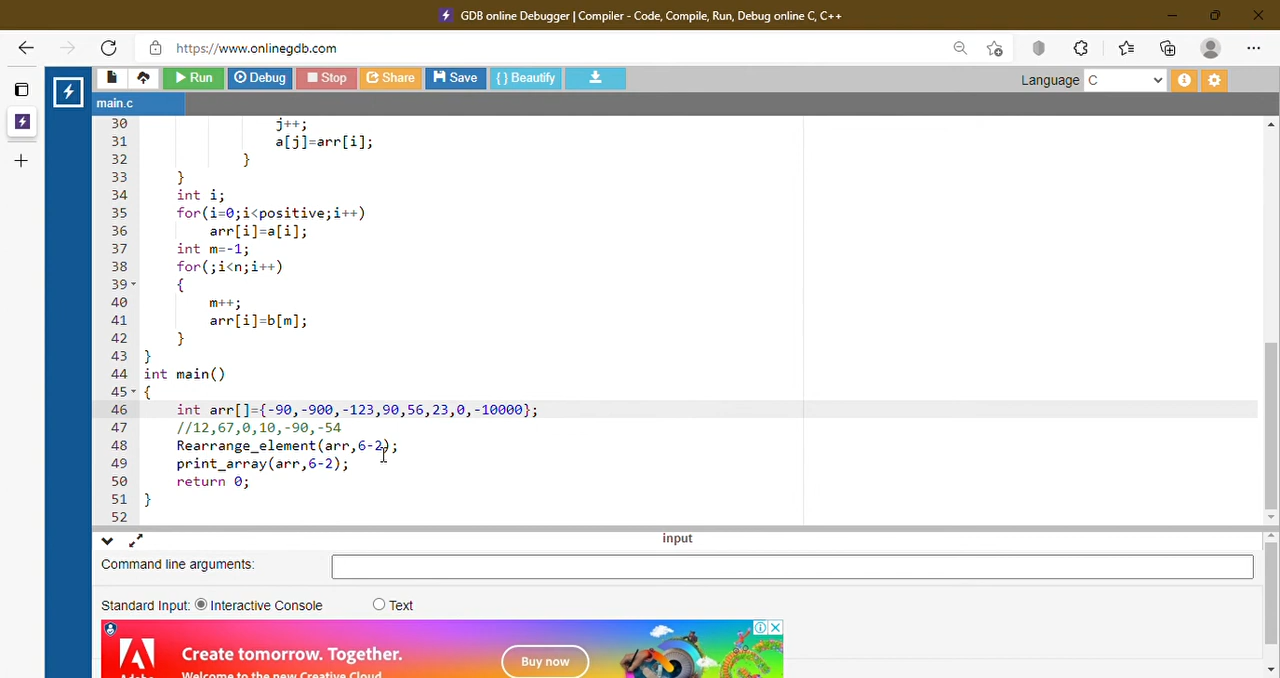 GDB online Debugger | Compiler - Code, Compile, Run, Debug online C, C++
https://www.onlinegdb.com
Run Debug Stop Share Save { } Beautify Language C
main.c
30 j++;
31 a[j]=arr[i];
32 }
33 }
34 int i;
35 for(i=0;i<positive;i++)
36 arr[i]=a[i];
37 int m=-1;
38 for(;i<n;i++)
39 {
40 m++;
41 arr[i]=b[m];
42 }
43 }
44 int main()
45 {
46 int arr[]={-90,-900,-123,90,56,23,0,-10000};
47 //12,67,0,10,-90,-54
48 Rearrange_element(arr,6-2);
49 print_array(arr,6-2);
50 return 0;
51 }
52
input
Command line arguments:
Standard Input: Interactive Console Text
Create tomorrow. Together.
Buy now
Welcome to the new Creative Cloud
Adobe